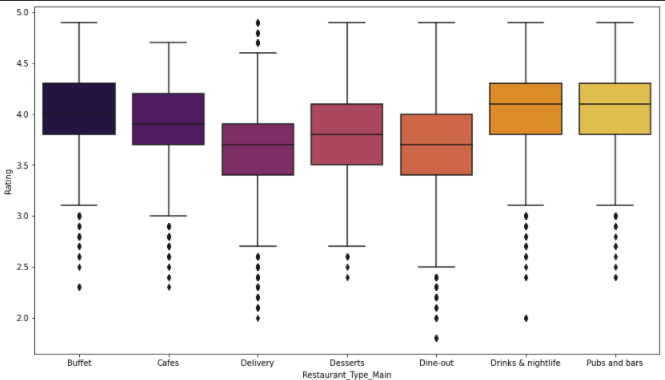 5.0
4.5
4.0
3.5
3.0
2.5
2.0
Rating
Buffet Cafes Delivery Desserts Dine-out Drinks & nightlife Pubs and bars
Restaurant_Type_Main